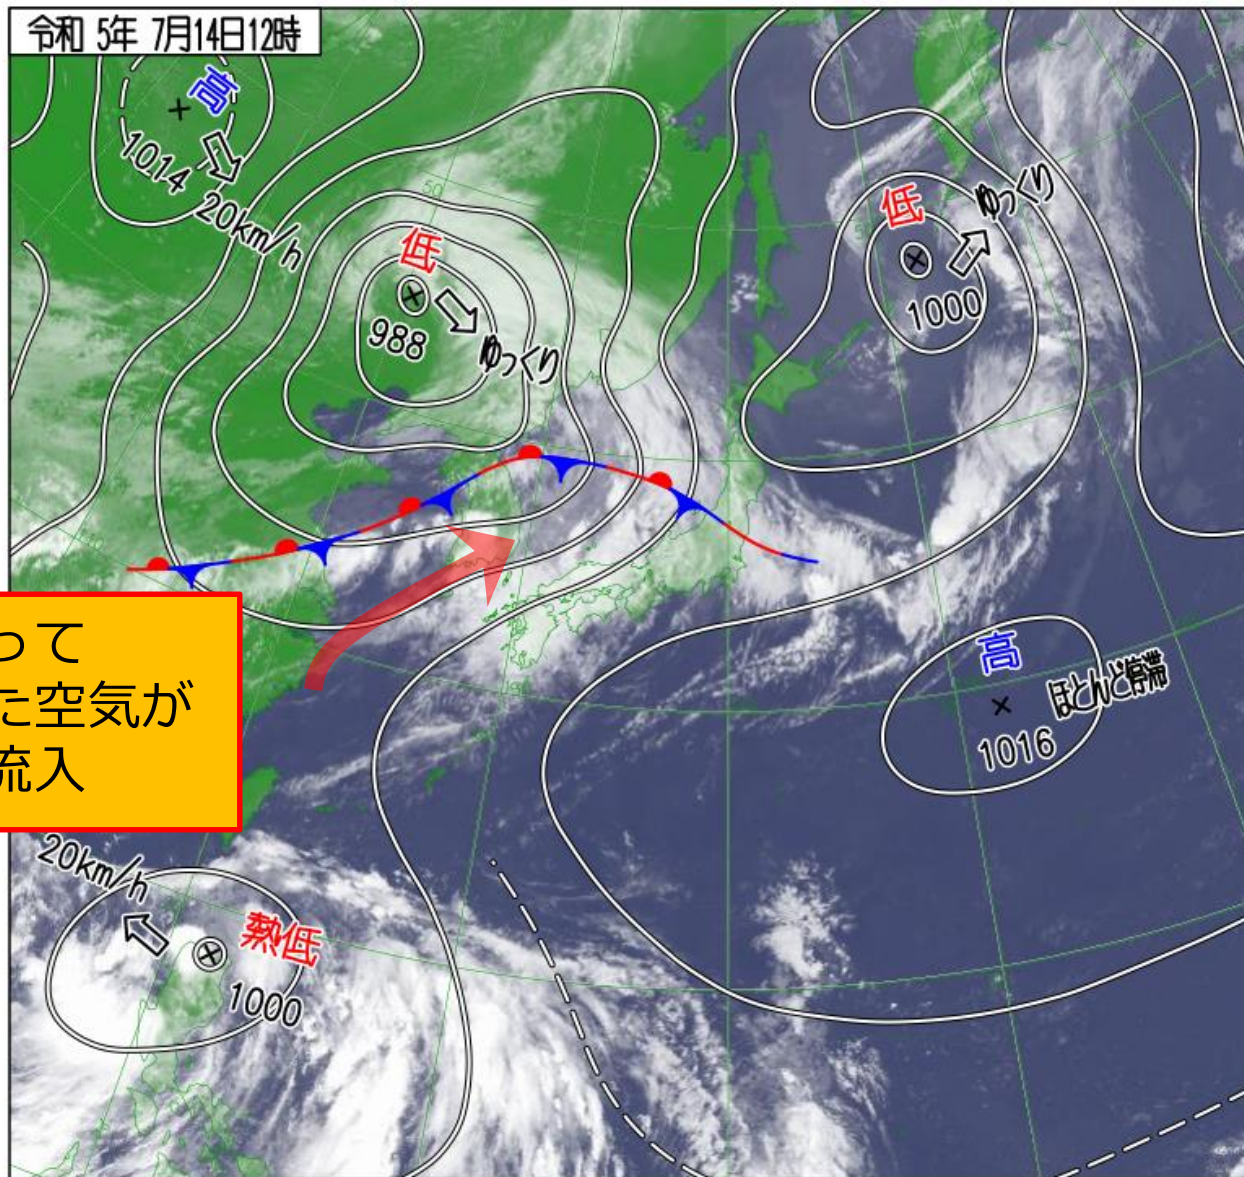 令和 5年 7月14日12時
高
1014
20km/h
低
988
ゆっくり
低
1000
ゆっくり
50
って
た空気が
流入
高
1016
ほとんど停滞
20km/h
熱低
1000